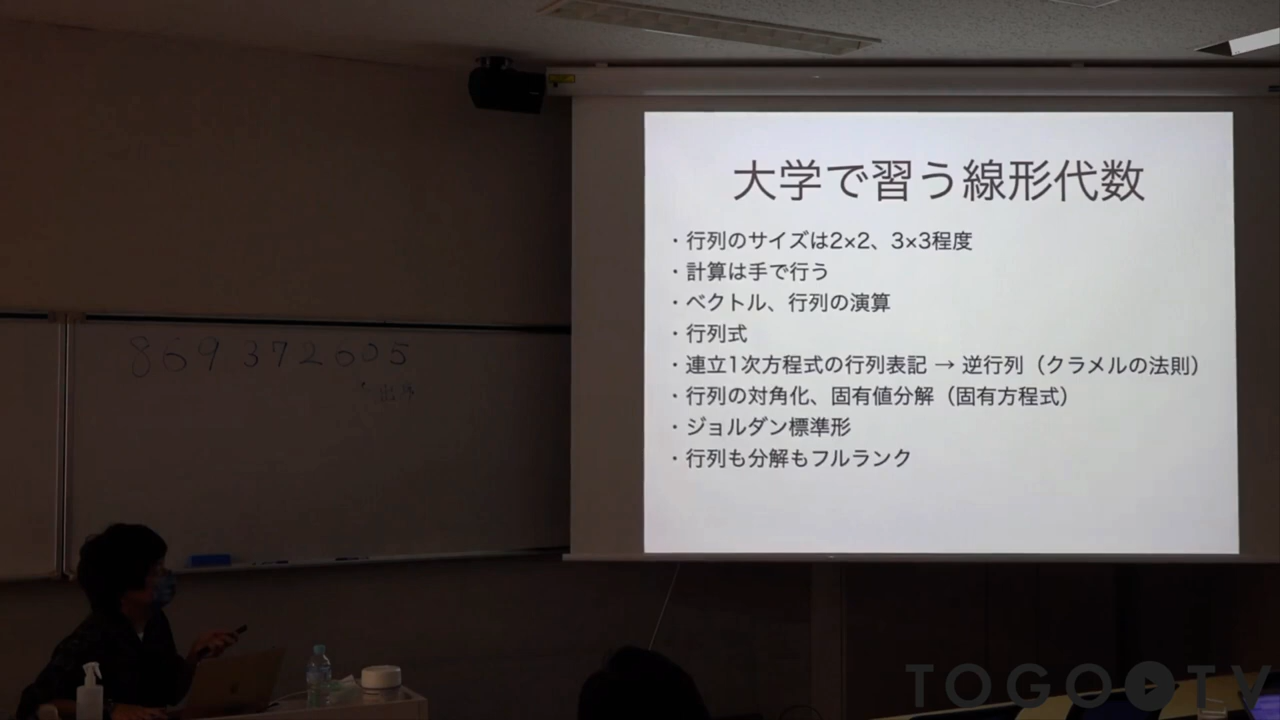 大学で習う線形代数
・行列のサイズは2×2、3×3程度
・計算は手で行う
・ベクトル、行列の演算
・行列式
・連立1次方程式の行列表記 → 逆行列（クラメルの法則）
・行列の対角化、固有値分解（固有方程式）
・ジョルダン標準形
・行列も分解もフルランク
869 372 005
TOGO TV